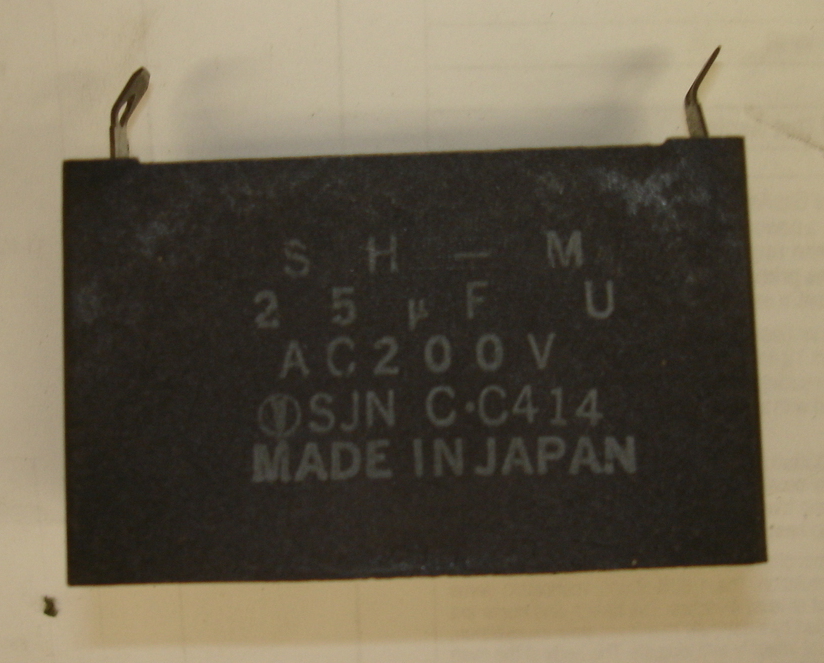 SH-M
25μF U
AC200V
SJN C·C414
MADE IN JAPAN